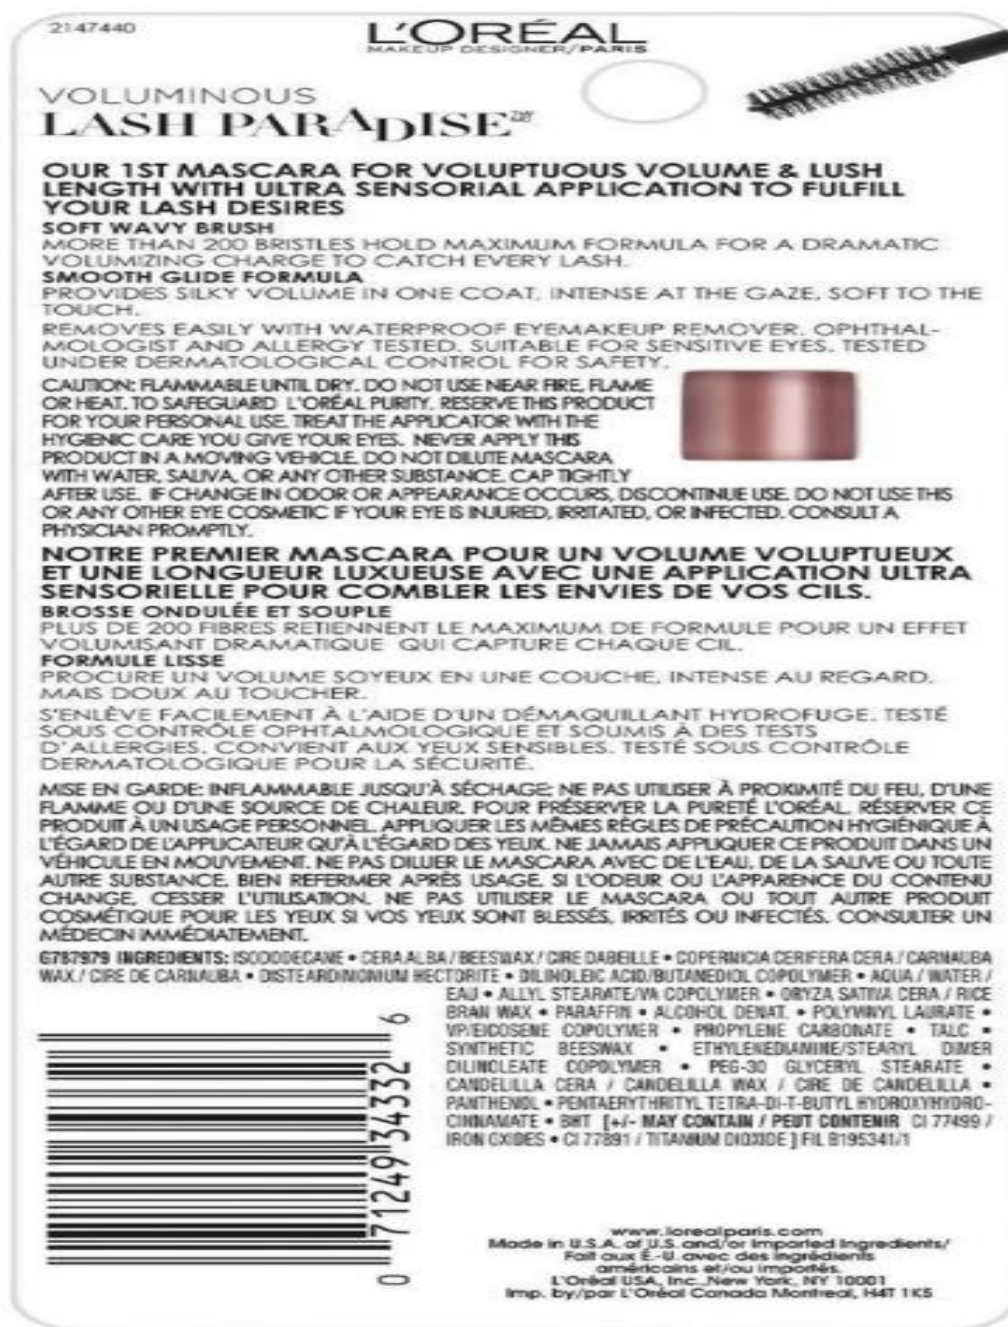 2147440
L'ORÉAL
MAKEUP DESIGNER/PARIS
VOLUMINOUS
LASH PARADISE™
OUR 1ST MASCARA FOR VOLUPTUOUS VOLUME & LUSH
LENGTH WITH ULTRA SENSORIAL APPLICATION TO FULFILL
YOUR LASH DESIRES
SOFT WAVY BRUSH
MORE THAN 200 BRISTLES HOLD MAXIMUM FORMULA FOR A DRAMATIC
VOLUMIZING CHARGE TO CATCH EVERY LASH.
SMOOTH GLIDE FORMULA
PROVIDES SILKY VOLUME IN ONE COAT, INTENSE AT THE GAZE, SOFT TO THE
TOUCH.
REMOVES EASILY WITH WATERPROOF EYEMAKEUP REMOVER. OPHTHAL-
MOLOGIST AND ALLERGY TESTED. SUITABLE FOR SENSITIVE EYES. TESTED
UNDER DERMATOLOGICAL CONTROL FOR SAFETY.
CAUTION: FLAMMABLE UNTIL DRY. DO NOT USE NEAR FIRE, FLAME
OR HEAT. TO SAFEGUARD L'ORÉAL PURITY, RESERVE THIS PRODUCT
FOR YOUR PERSONAL USE. TREAT THE APPLICATOR WITH THE
HYGIENIC CARE YOU GIVE YOUR EYES. NEVER APPLY THIS
PRODUCT IN A MOVING VEHICLE. DO NOT DILUTE MASCARA
WITH WATER, SALIVA, OR ANY OTHER SUBSTANCE. CAP TIGHTLY
AFTER USE. IF CHANGE IN ODOR OR APPEARANCE OCCURS, DISCONTINUE USE. DO NOT USE THIS
OR ANY OTHER EYE COSMETIC IF YOUR EYE IS INJURED, IRRITATED, OR INFECTED. CONSULT A
PHYSICIAN PROMPTLY.
NOTRE PREMIER MASCARA POUR UN VOLUME VOLUPTUEUX
ET UNE LONGUEUR LUXUEUSE AVEC UNE APPLICATION ULTRA
SENSORIELLE POUR COMBLER LES ENVIES DE VOS CILS.
BROSSE ONDULÉE ET SOUPLE
PLUS DE 200 FIBRES RETIENNENT LE MAXIMUM DE FORMULE POUR UN EFFET
VOLUMISANT DRAMATIQUE QUI CAPTURE CHAQUE CIL.
FORMULE LISSE
PROCURE UN VOLUME SOYEUX EN UNE COUCHE, INTENSE AU REGARD,
MAIS DOUX AU TOUCHER.
S'ENLÈVE FACILEMENT À L'AIDE D'UN DÉMAQUILLANT HYDROFUGE. TESTÉ
SOUS CONTRÔLE OPHTALMOLOGIQUE ET SOUMIS À DES TESTS
D'ALLERGIES. CONVIENT AUX YEUX SENSIBLES. TESTÉ SOUS CONTRÔLE
DERMATOLOGIQUE POUR LA SÉCURITÉ.
MISE EN GARDE: INFLAMMABLE JUSQU'À SÉCHAGE; NE PAS UTILISER À PROXIMITÉ DU FEU, D'UNE
FLAMME OU D'UNE SOURCE DE CHALEUR. POUR PRÉSERVER LA PURETÉ L'ORÉAL, RÉSERVER CE
PRODUIT À UN USAGE PERSONNEL. APPLIQUER LES MÊMES RÈGLES DE PRÉCAUTION HYGIÉNIQUE À
L'ÉGARD DE L'APPLICATEUR QU'À L'ÉGARD DES YEUX. NE JAMAIS APPLIQUER CE PRODUIT DANS UN
VÉHICULE EN MOUVEMENT. NE PAS DILUER LE MASCARA AVEC DE L'EAU, DE LA SALIVE OU TOUTE
AUTRE SUBSTANCE. BIEN REFERMER APRÈS USAGE. SI L'ODEUR OU L'APPARENCE DU CONTENU
CHANGE, CESSER L'UTILISATION. NE PAS UTILISER LE MASCARA OU TOUT AUTRE PRODUIT
COSMÉTIQUE POUR LES YEUX SI VOS YEUX SONT BLESSÉS, IRRITÉS OU INFECTÉS. CONSULTER UN
MÉDECIN IMMÉDIATEMENT.
G787979 INGREDIENTS: ISODODECANE • CERA ALBA / BEESWAX / CIRE DABEILLE • COPERNICIA CERIFERA CERA / CARNAUBA
WAX / CIRE DE CARNAUBA • DISTEARDIMONIUM HECTORITE • DILINOLEIC ACID/BUTANEDIOL COPOLYMER • AQUA / WATER /
EAU • ALLYL STEARATE/VA COPOLYMER • ORYZA SATIVA CERA / RICE
BRAN WAX • PARAFFIN • ALCOHOL DENAT. • POLYVINYL LAURATE •
VP/EICOSENE COPOLYMER • PROPYLENE CARBONATE • TALC •
SYNTHETIC BEESWAX • ETHYLENEDIAMINE/STEARYL DIMER
DILINOLEATE COPOLYMER • PEG-30 GLYCERYL STEARATE •
CANDELILLA CERA / CANDELILLA WAX / CIRE DE CANDELILLA •
PANTHENOL • PENTAERYTHRITYL TETRA-DI-T-BUTYL HYDROXYHYDRO-
CINNAMATE • BHT [+/- MAY CONTAIN / PEUT CONTENIR CI 77499 /
IRON OXIDES • CI 77891 / TITANIUM DIOXIDE ] FIL B195341/1
0 71249 34332 6
www.lorealparis.com
Made in U.S.A. of U.S. and/or Imported Ingredients/
Fait aux É.-U. avec des ingrédients
américains et/ou importés.
L'Oréal USA, Inc., New York, NY 10001
Imp. by/par L'Oréal Canada Montreal, H4T 1K5